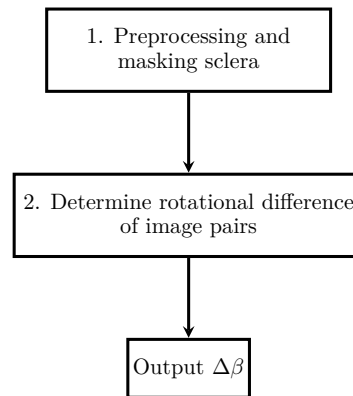 1. Preprocessing and
masking sclera
2. Determine rotational difference
of image pairs
Output Δβ